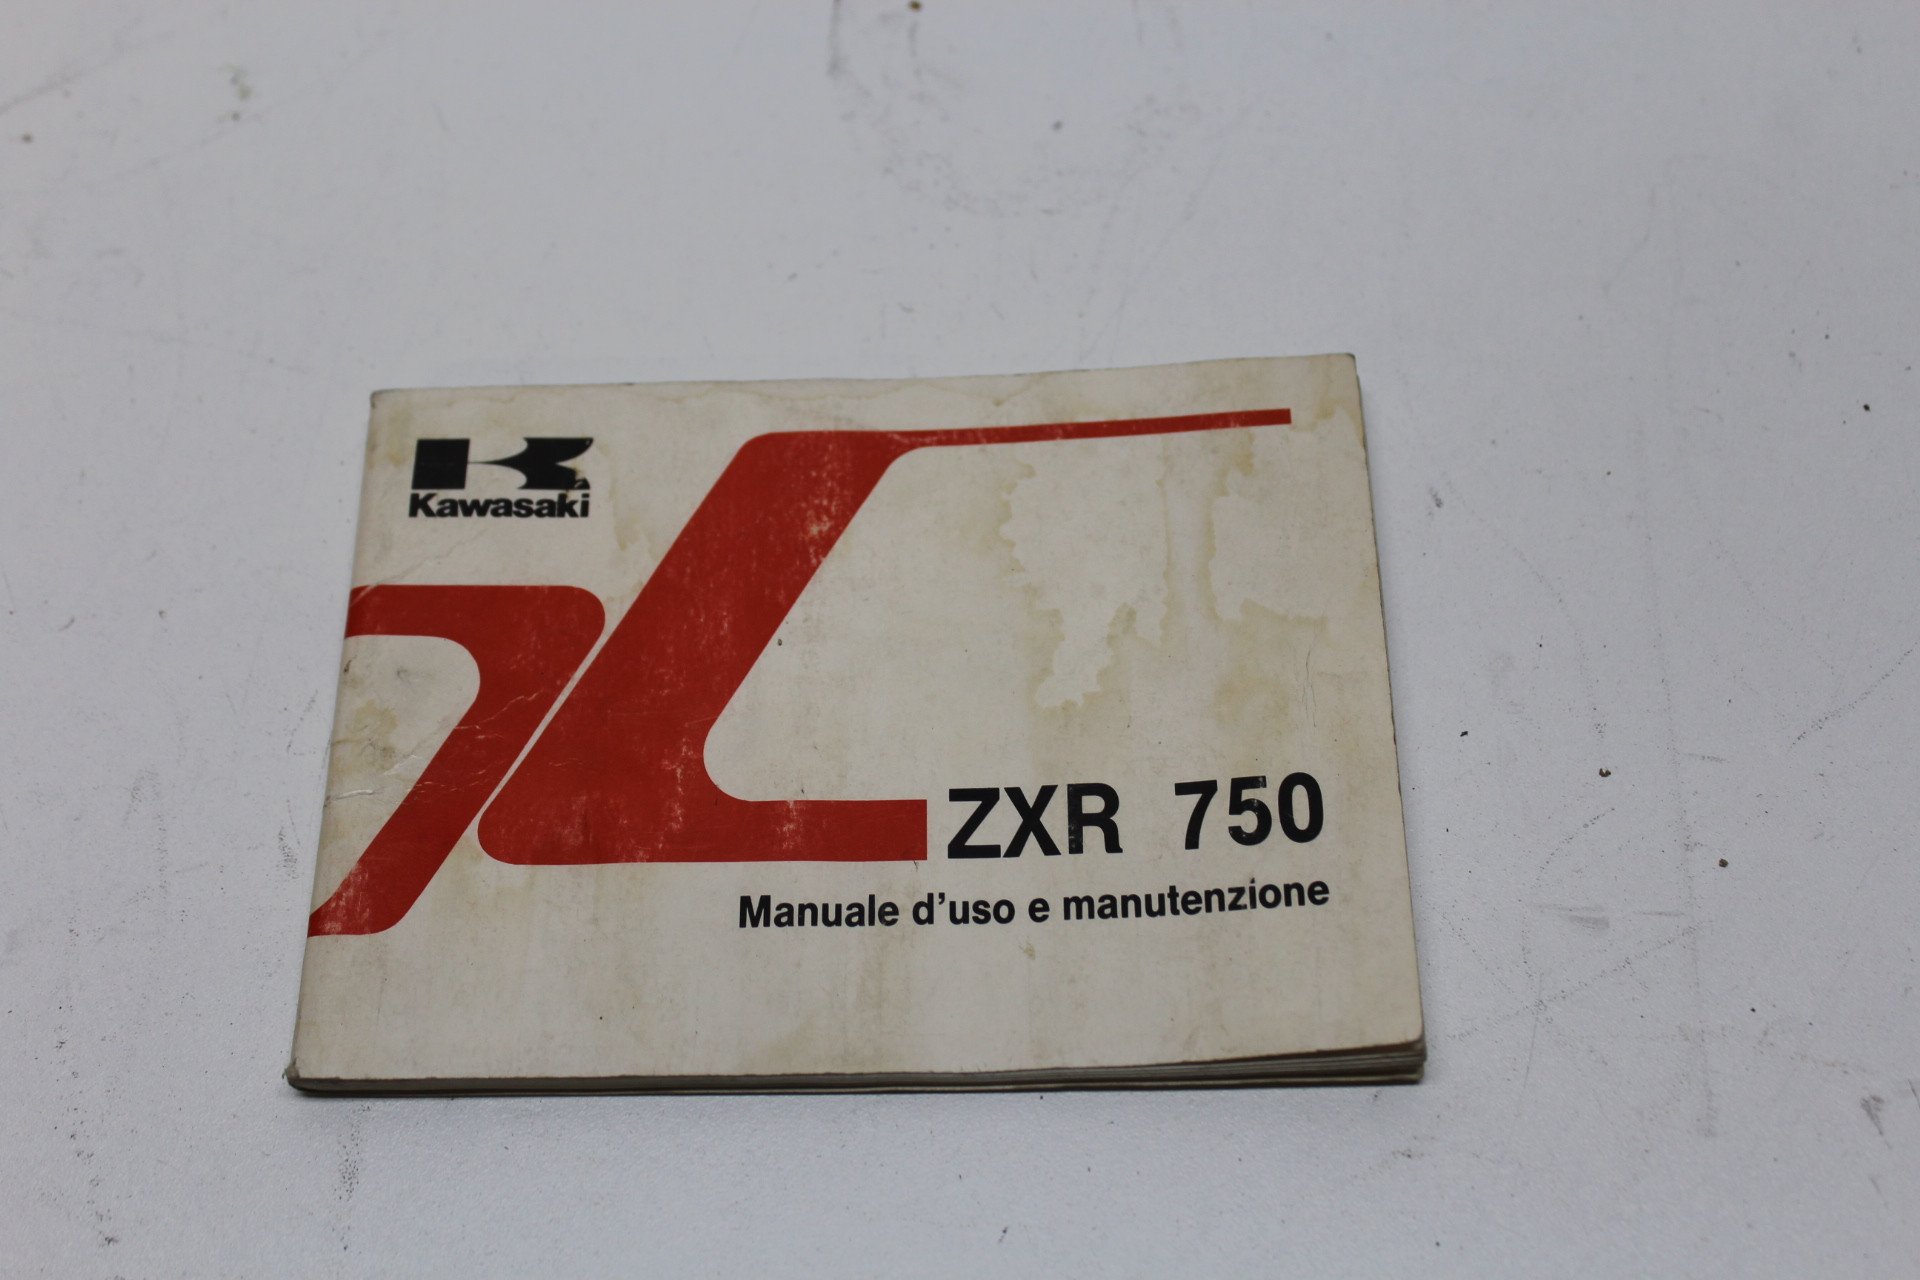 Kawasaki
ZXR 750
Manuale d'uso e manutenzione